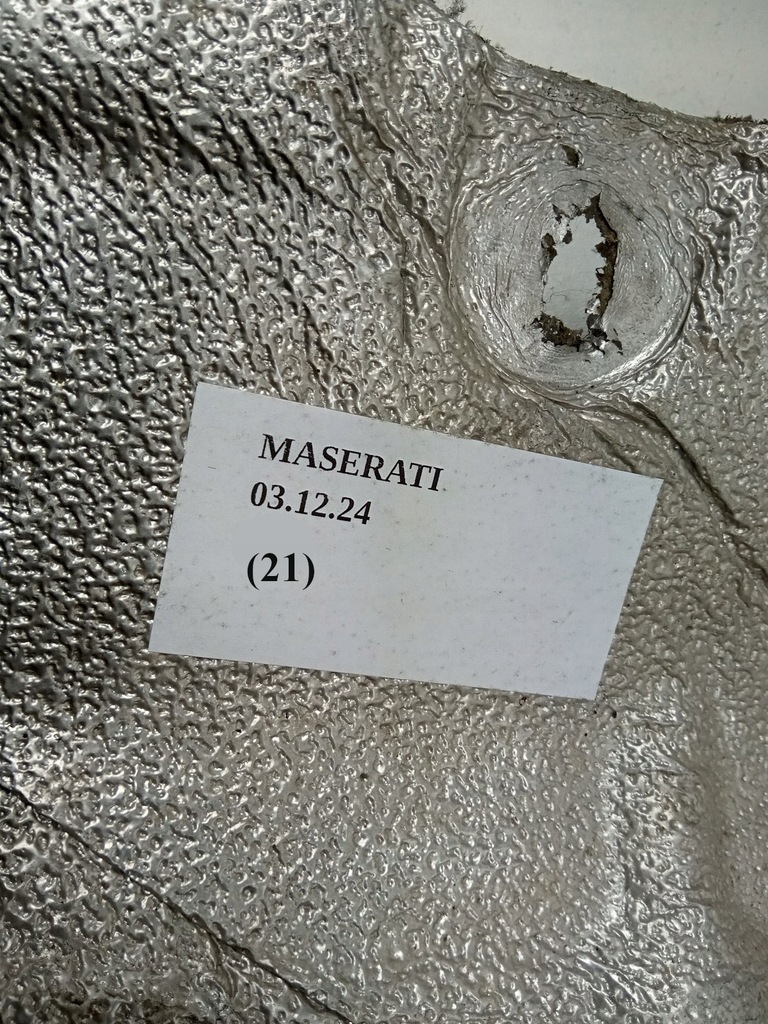 MASERATI
03.12.24
(21)